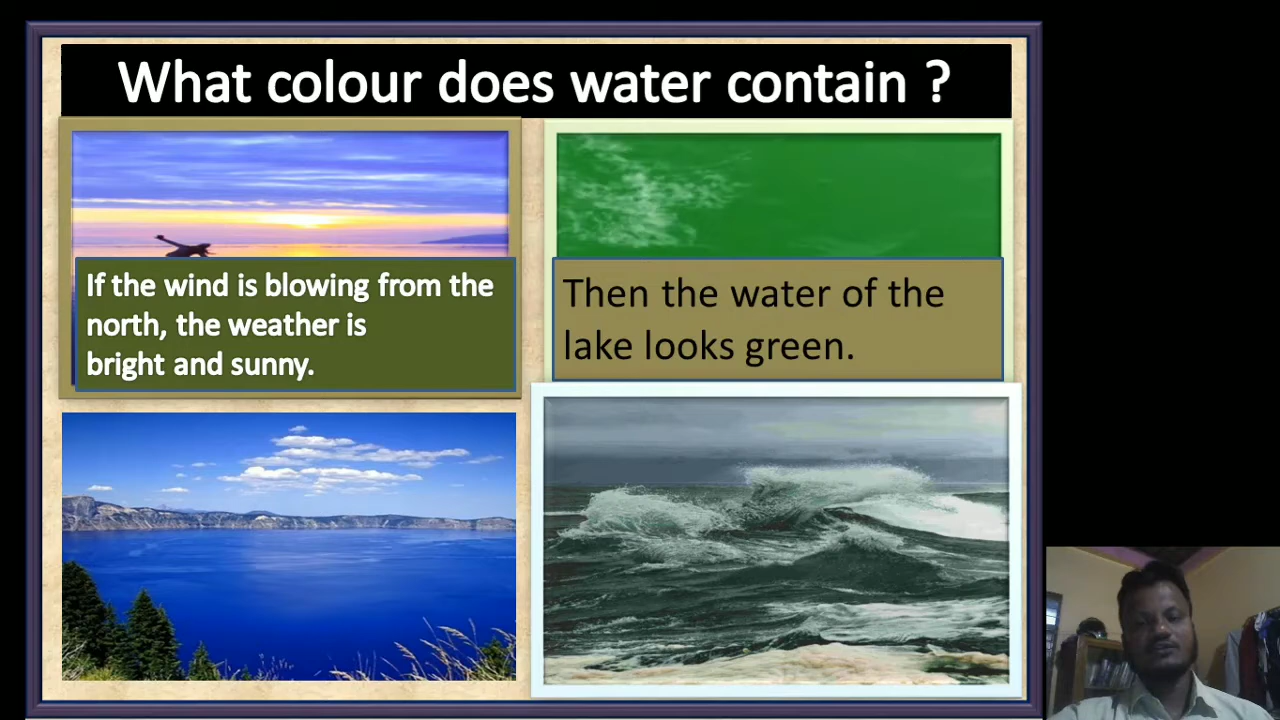 What colour does water contain ?
If the wind is blowing from the
north, the weather is
bright and sunny.
Then the water of the
lake looks green.